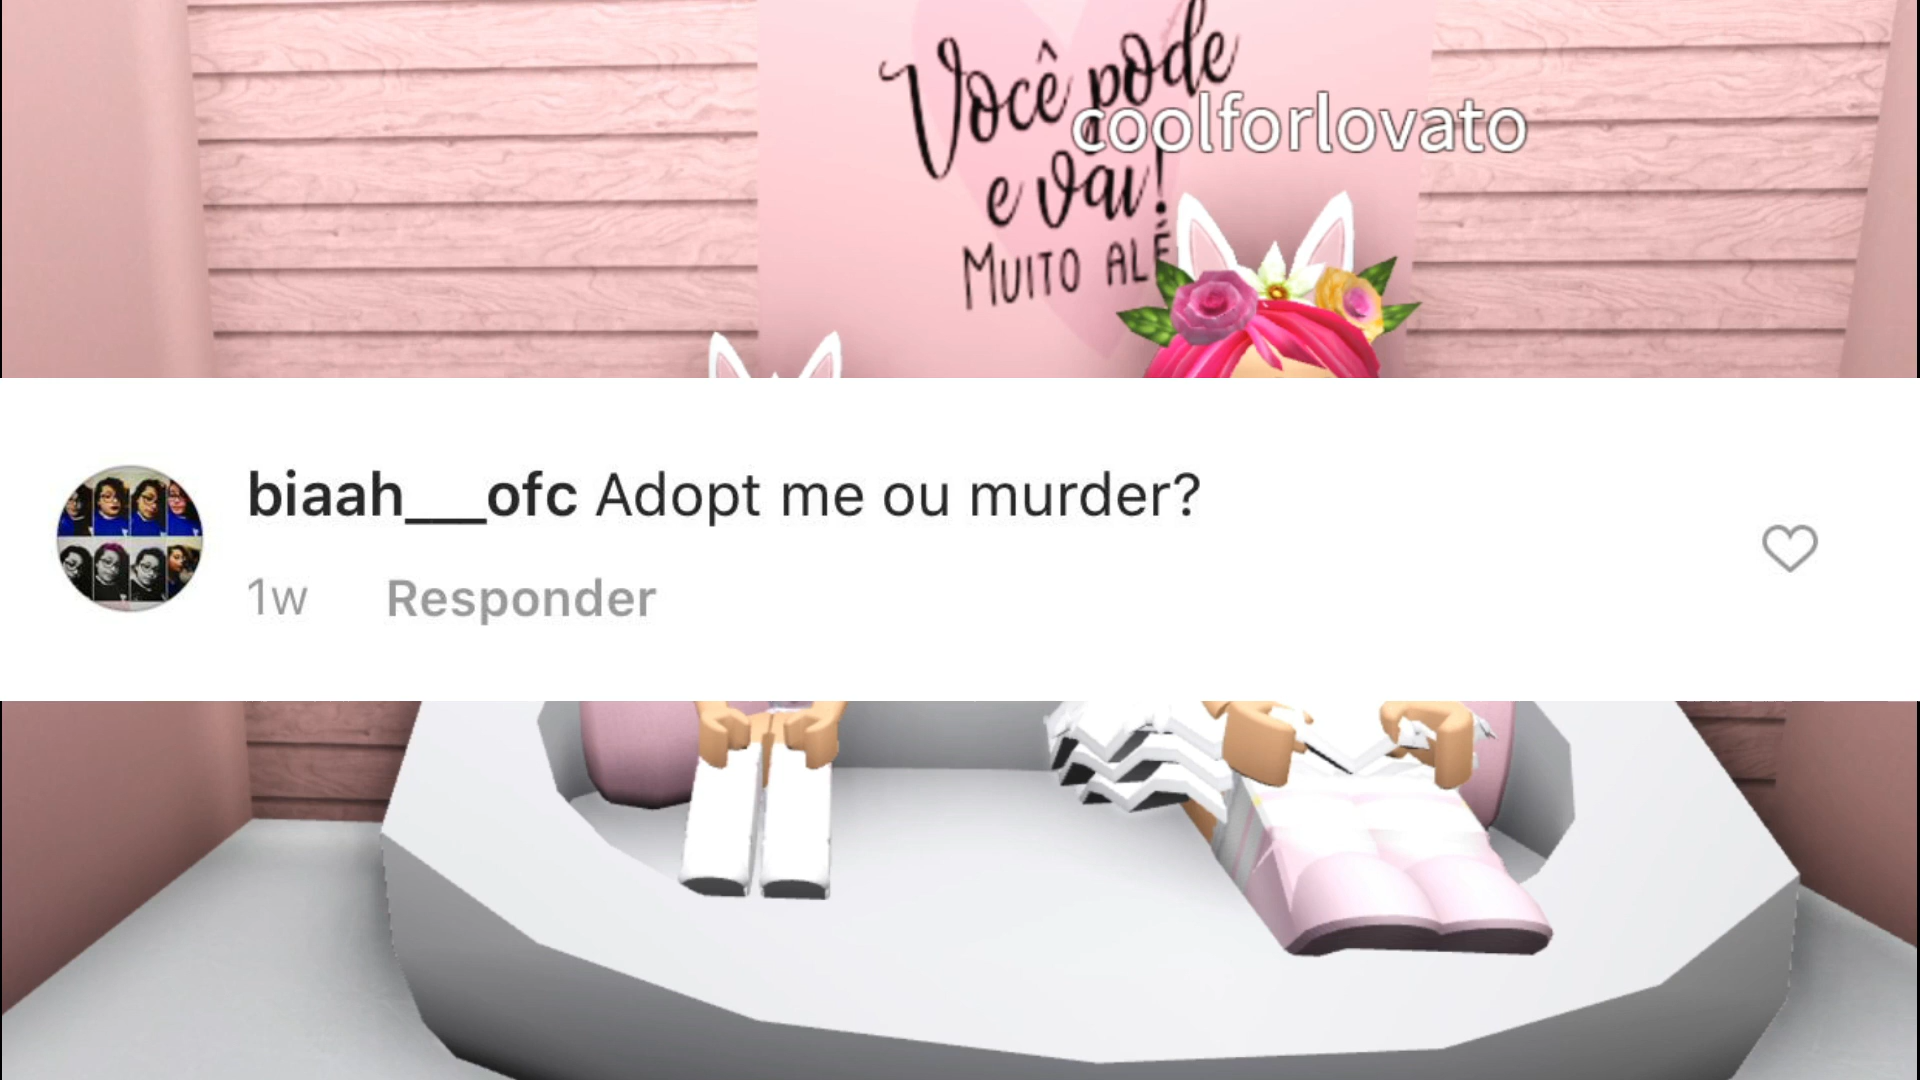 Você pode
coolforlovato
e vai!
MUITO ALÉ
biaah___ofc Adopt me ou murder?
1w Responder